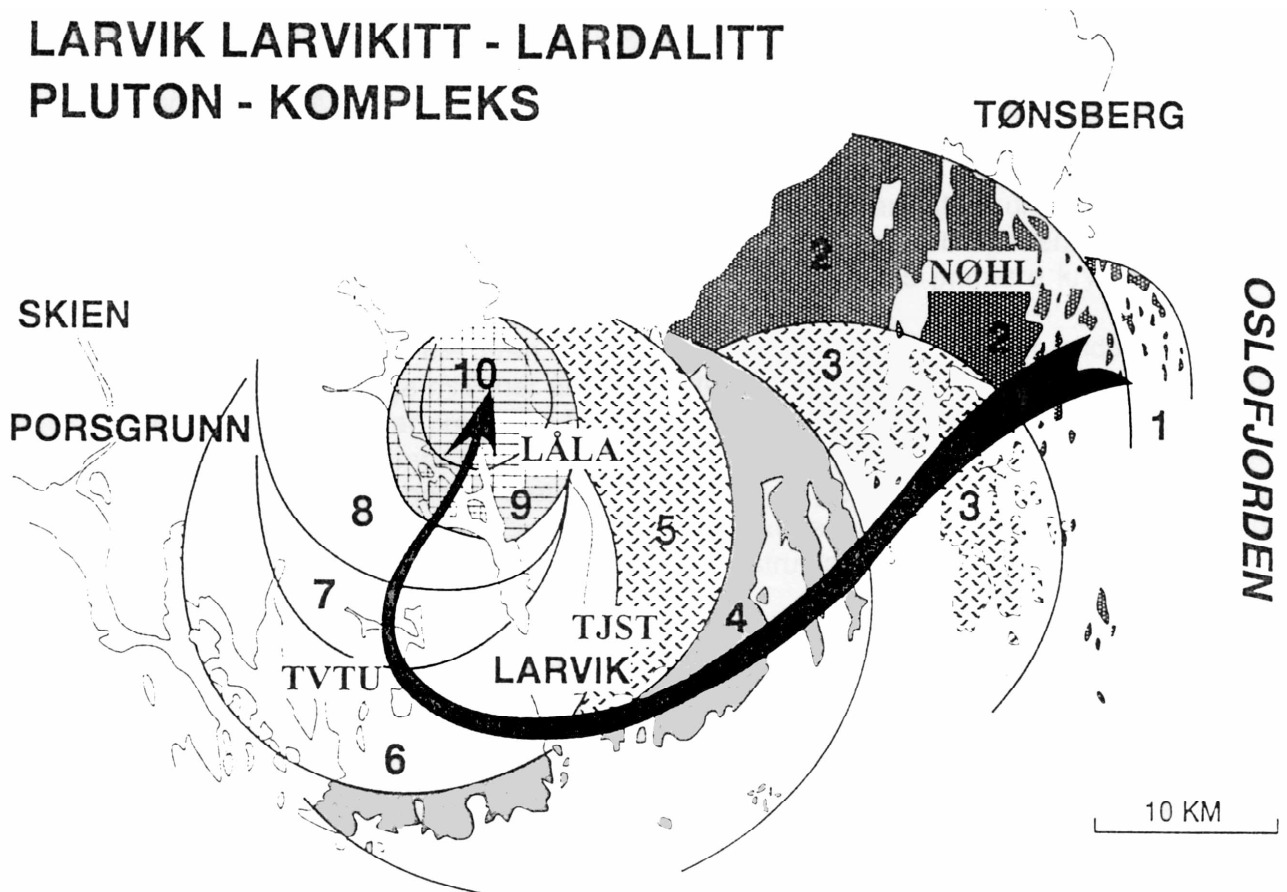 LARVIK LARVIKITT - LARDALITT
PLUTON - KOMPLEKS
TØNSBERG
SKIEN
PORSGRUNN
OSLOFJORDEN
NØHL
LÅLA
TJST
LARVIK
TVTU
2
2
3
3
1
10
9
8
7
5
4
6
10 KM